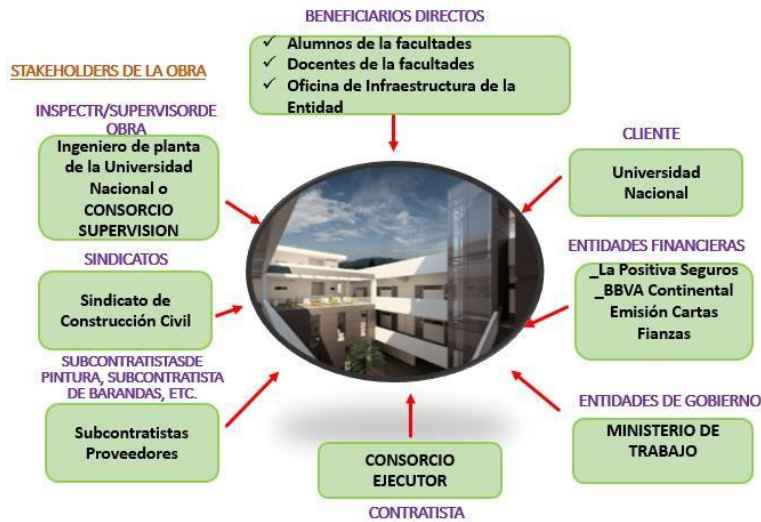 BENEFICIARIOS DIRECTOS
✓ Alumnos de la facultades
✓ Docentes de la facultades
✓ Oficina de Infraestructura de la
Entidad
STAKEHOLDERS DE LA OBRA
INSPECTR/SUPERVISORDE
OBRA
Ingeniero de planta
de la Universidad
Nacional o
CONSORCIO
SUPERVISION
CLIENTE
Universidad
Nacional
SINDICATOS
Sindicato de
Construcción Civil
ENTIDADES FINANCIERAS
_La Positiva Seguros
_BBVA Continental
Emisión Cartas
Fianzas
SUBCONTRATISTASDE
PINTURA, SUBCONTRATISTA
DE BARANDAS, ETC.
Subcontratistas
Proveedores
ENTIDADES DE GOBIERNO
MINISTERIO DE
TRABAJO
CONSORCIO
EJECUTOR
CONTRATISTA